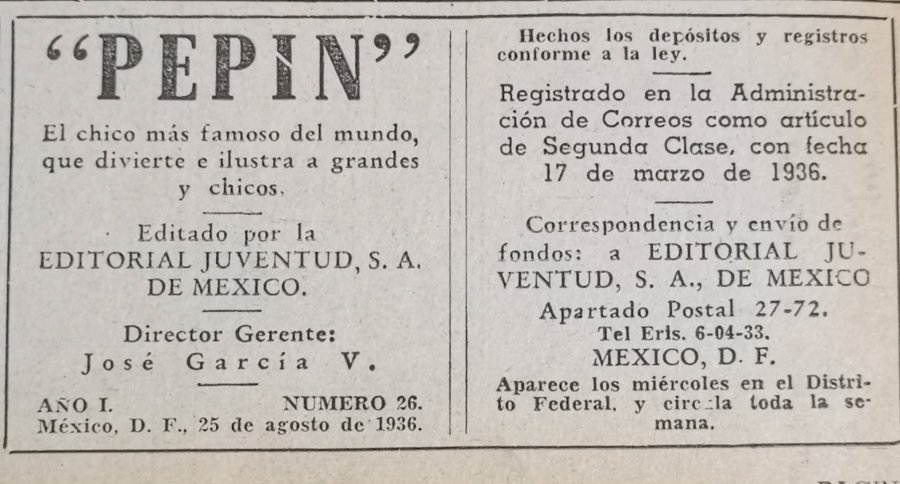 “PEPIN”
El chico más famoso del mundo,
que divierte e ilustra a grandes
y chicos.
Editado por la
EDITORIAL JUVENTUD, S. A.
DE MEXICO.
Director Gerente:
José García V.
AÑO I. NUMERO 26.
México, D. F., 25 de agosto de 1936.
Hechos los depósitos y registros
conforme a la ley.
Registrado en la Administra-
ción de Correos como artículo
de Segunda Clase, con fecha
17 de marzo de 1936.
Correspondencia y envío de
fondos: a EDITORIAL JU-
VENTUD, S. A., DE MEXICO
Apartado Postal 27-72.
Tel Eris. 6-04-33.
MEXICO, D. F.
Aparece los miércoles en el Distri-
to Federal, y circula toda la se-
mana.